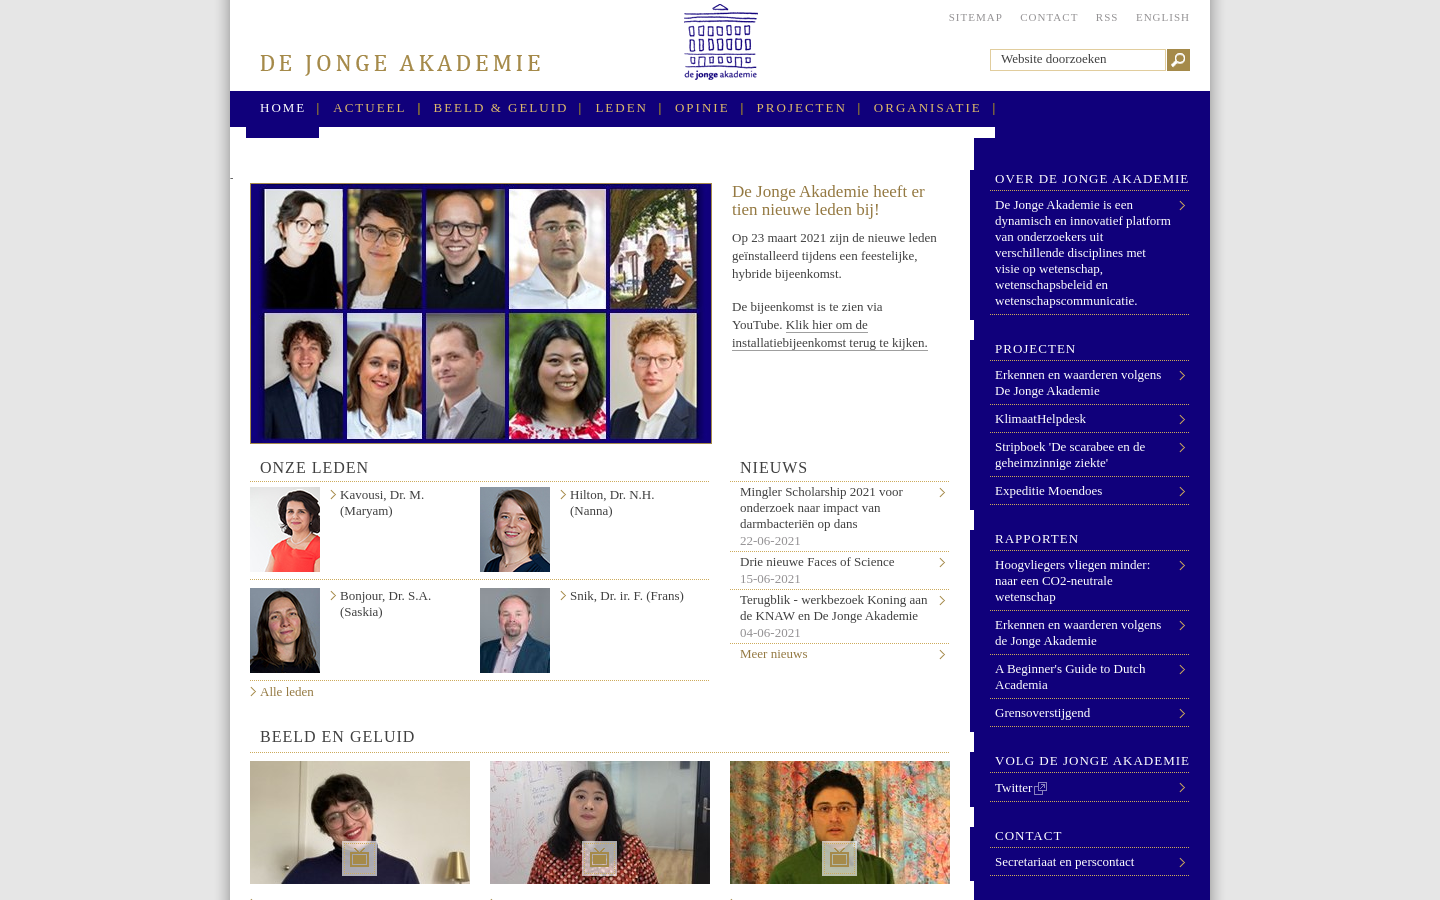 SITEMAP CONTACT RSS ENGLISH
DE JONGE AKADEMIE
de jonge akademie
Website doorzoeken
HOME | ACTUEEL | BEELD & GELUID | LEDEN | OPINIE | PROJECTEN | ORGANISATIE |
De Jonge Akademie heeft er
tien nieuwe leden bij!
Op 23 maart 2021 zijn de nieuwe leden
geïnstalleerd tijdens een feestelijke,
hybride bijeenkomst.
De bijeenkomst is te zien via
YouTube. Klik hier om de
installatiebijeenkomst terug te kijken.
ONZE LEDEN
Kavousi, Dr. M.
(Maryam)
Hilton, Dr. N.H.
(Nanna)
Bonjour, Dr. S.A.
(Saskia)
Snik, Dr. ir. F. (Frans)
Alle leden
NIEUWS
Mingler Scholarship 2021 voor
onderzoek naar impact van
darmbacteriën op dans
22-06-2021
Drie nieuwe Faces of Science
15-06-2021
Terugblik - werkbezoek Koning aan
de KNAW en De Jonge Akademie
04-06-2021
Meer nieuws
BEELD EN GELUID
OVER DE JONGE AKADEMIE
De Jonge Akademie is een
dynamisch en innovatief platform
van onderzoekers uit
verschillende disciplines met
visie op wetenschap,
wetenschapsbeleid en
wetenschapscommunicatie.
PROJECTEN
Erkennen en waarderen volgens
De Jonge Akademie
KlimaatHelpdesk
Stripboek 'De scarabee en de
geheimzinnige ziekte'
Expeditie Moendoes
RAPPORTEN
Hoogvliegers vliegen minder:
naar een CO2-neutrale
wetenschap
Erkennen en waarderen volgens
de Jonge Akademie
A Beginner's Guide to Dutch
Academia
Grensoverstijgend
VOLG DE JONGE AKADEMIE
Twitter
CONTACT
Secretariaat en perscontact